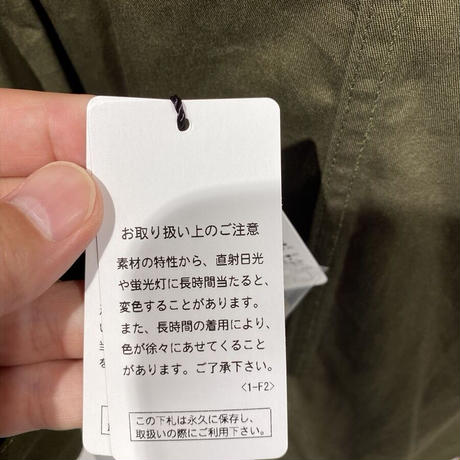 お取り扱い上のご注意
素材の特性から、直射日光
や蛍光灯に長時間当たると、
変色することがあります。
また、長時間の着用により、
色が徐々にあせてくること
があります。ご了承下さい。
<1-F2>
この下札は永久に保存し、
取扱いの際にご利用下さい。